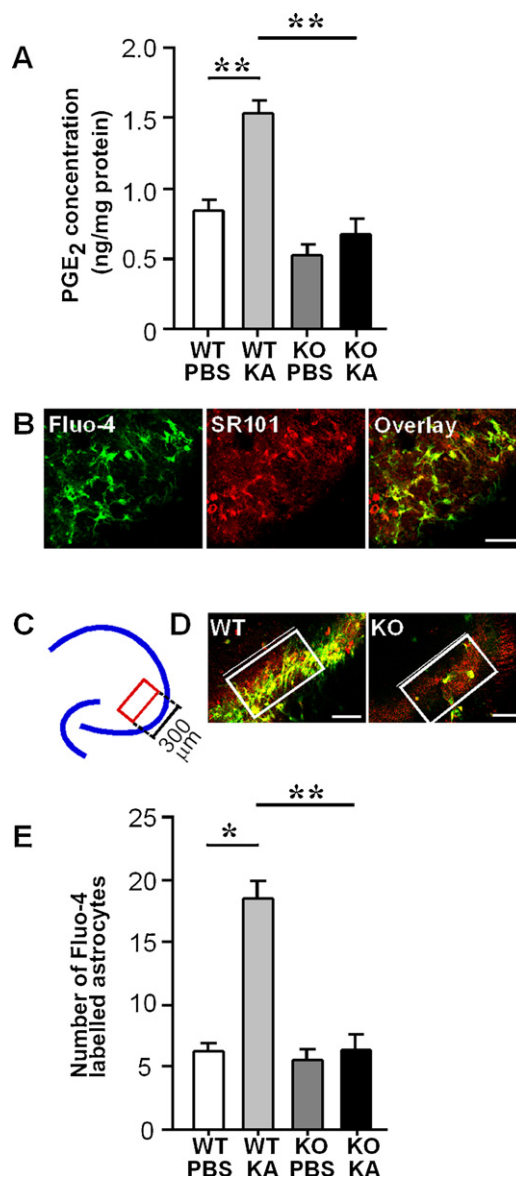 A
PGE2 concentration
(ng/mg protein)
2.0
1.5
1.0
0.5
0
**
**
WT PBS
WT KA
KO PBS
KO KA
B
Fluo-4
SR101
Overlay
C
300 μm
D
WT
KO
E
Number of Fluo-4
labelled astrocytes
25
20
15
10
5
0
*
**
WT PBS
WT KA
KO PBS
KO KA